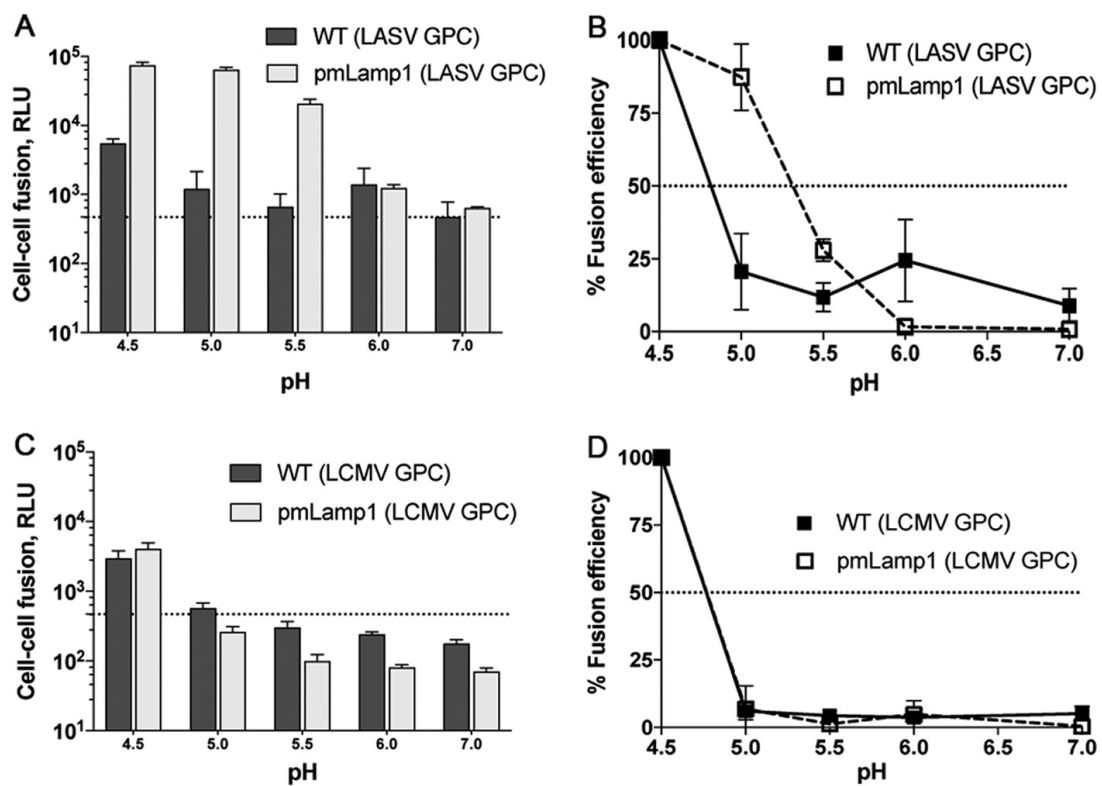 A
WT (LASV GPC)
pmLamp1 (LASV GPC)
Cell-cell fusion, RLU
10^5
10^4
10^3
10^2
10^1
4.5 5.0 5.5 6.0 7.0
pH
B
WT (LASV GPC)
pmLamp1 (LASV GPC)
% Fusion efficiency
100
75
50
25
0
4.5 5.0 5.5 6.0 6.5 7.0
pH
C
WT (LCMV GPC)
pmLamp1 (LCMV GPC)
Cell-cell fusion, RLU
10^5
10^4
10^3
10^2
10^1
4.5 5.0 5.5 6.0 7.0
pH
D
WT (LCMV GPC)
pmLamp1 (LCMV GPC)
% Fusion efficiency
100
75
50
25
0
4.5 5.0 5.5 6.0 6.5 7.0
pH